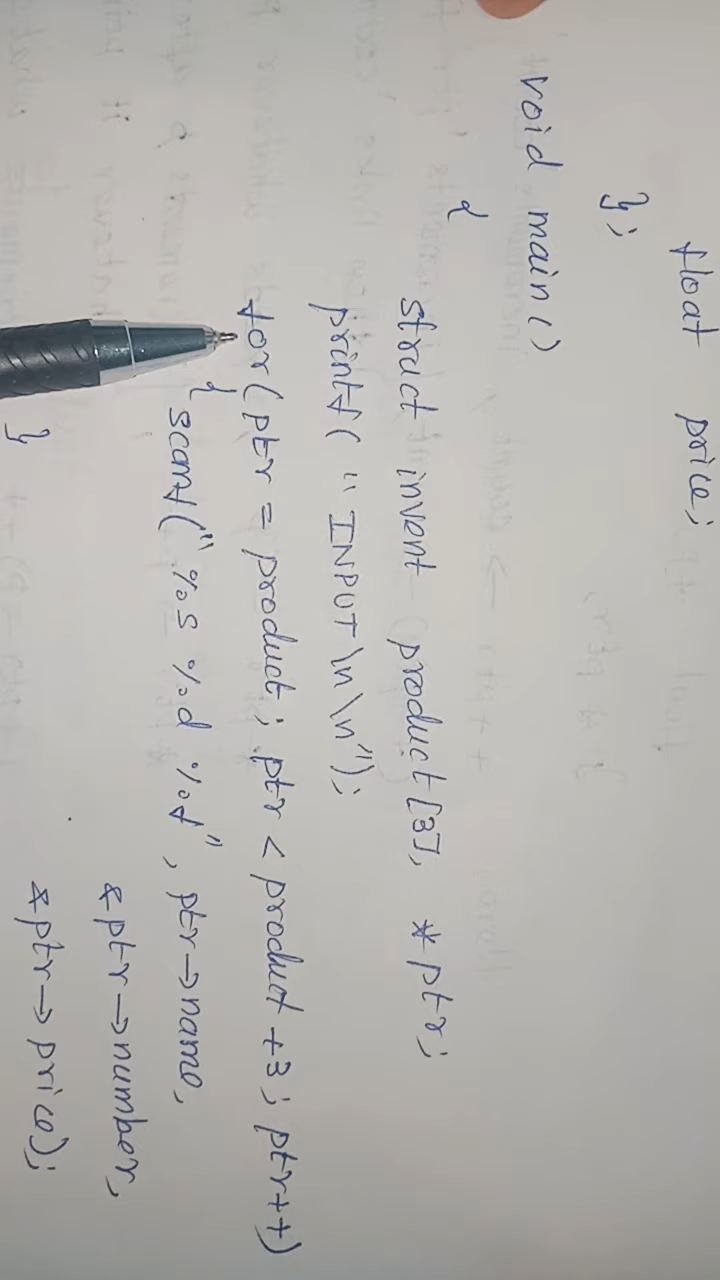 float price;
};
void main()
{
struct invent product[3], *ptr;
printf("INPUT\n\n");
for(ptr = product; ptr < product +3; ptr++)
{
scanf("%s %d %f", ptr→name,
&ptr→number,
&ptr→price);
}